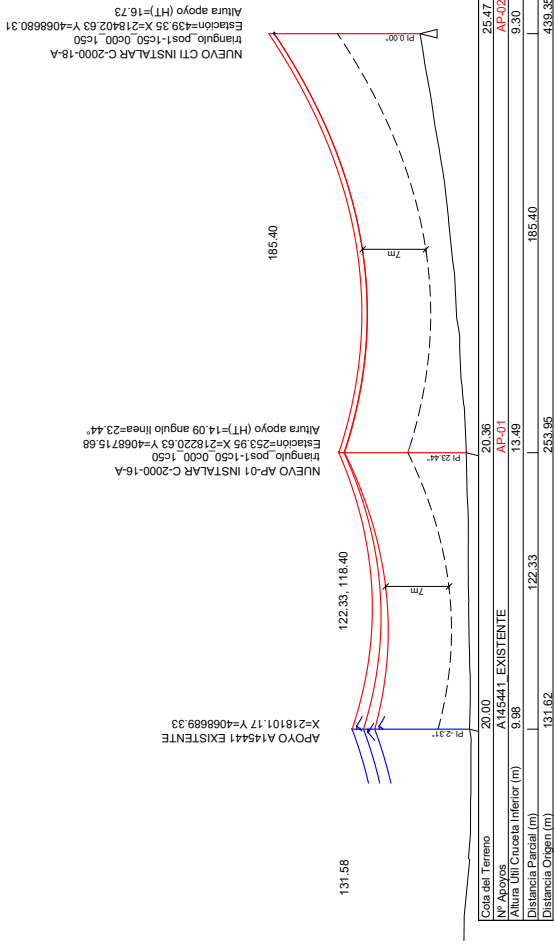 NUEVO CTI INSTALAR C-2000-18-A
triangulo_pos1-1c50_0c00_0c50
Estación=439.35 X=218402.63 Y=4068680.31
Altura apoyo (HT)=16.73
185.40
7m
PI 0.00°
NUEVO AP-01 INSTALAR C-2000-16-A
triangulo_pos1-1c50_0c00_1c50
Estación=253.95 X=218220.63 Y=4068715.68
Altura apoyo (HT)=14.09 angulo linea=23.44°
PI 23.44°
122.33, 118.40
7m
APOYO A145441 EXISTENTE
X=218101.17 Y=4068689.33
PI -2.31°
131.58
Cota del Terreno 20.00 20.36 25.47
Nº Apoyos A145441_EXISTENTE AP-01 AP-02
Altura Útil Cruceta Inferior (m) 9.98 13.49 9.30
Distancia Parcial (m) 122.33 185.40
Distancia Origen (m) 131.62 253.95 439.35